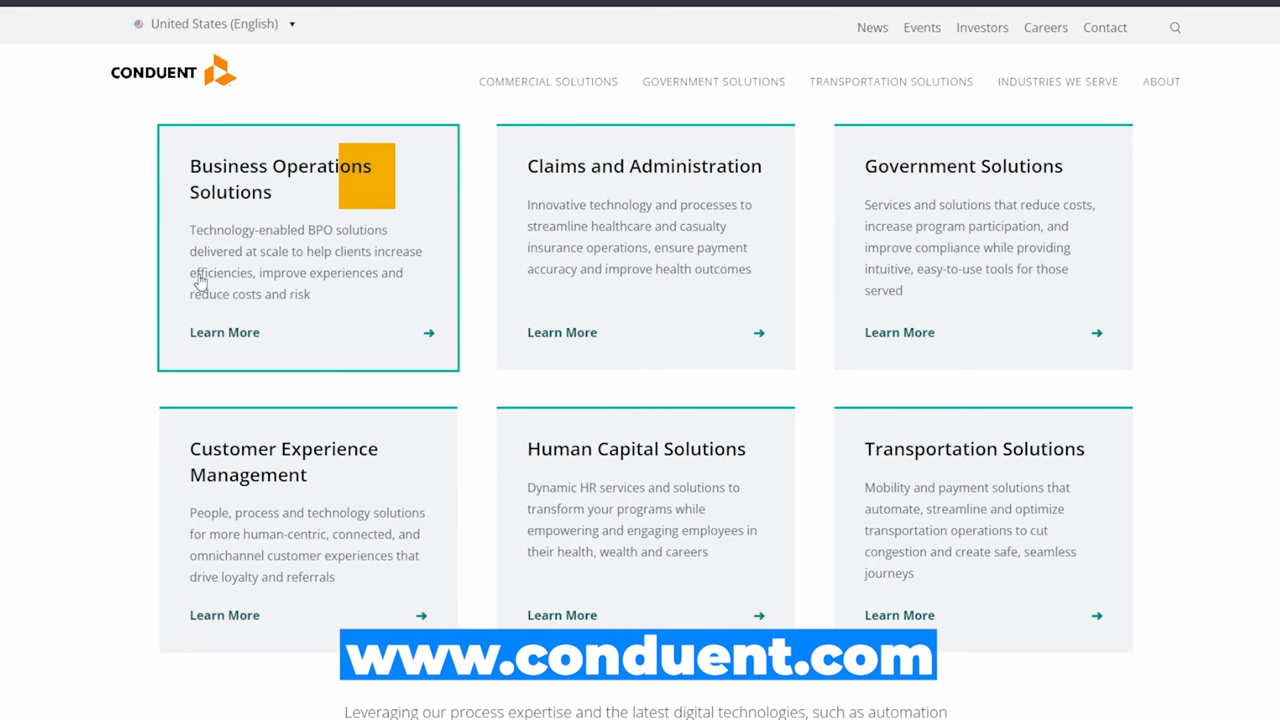 United States (English)
News Events Investors Careers Contact
CONDUENT
COMMERCIAL SOLUTIONS GOVERNMENT SOLUTIONS TRANSPORTATION SOLUTIONS INDUSTRIES WE SERVE ABOUT
Business Operations
Solutions
Technology-enabled BPO solutions
delivered at scale to help clients increase
efficiencies, improve experiences and
reduce costs and risk
Learn More
Claims and Administration
Innovative technology and processes to
streamline healthcare and casualty
insurance operations, ensure payment
accuracy and improve health outcomes
Learn More
Government Solutions
Services and solutions that reduce costs,
increase program participation, and
improve compliance while providing
intuitive, easy-to-use tools for those
served
Learn More
Customer Experience
Management
People, process and technology solutions
for more human-centric, connected, and
omnichannel customer experiences that
drive loyalty and referrals
Learn More
Human Capital Solutions
Dynamic HR services and solutions to
transform your programs while
empowering and engaging employees in
their health, wealth and careers
Learn More
Transportation Solutions
Mobility and payment solutions that
automate, streamline and optimize
transportation operations to cut
congestion and create safe, seamless
journeys
Learn More
www.conduent.com
Leveraging our process expertise and the latest digital technologies, such as automation